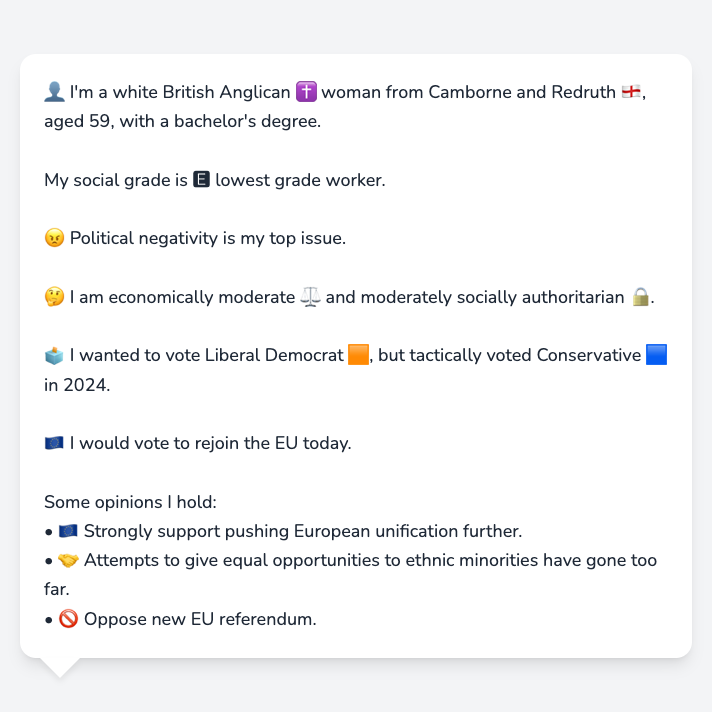 👤 I'm a white British Anglican ✝️ woman from Camborne and Redruth 🏴󠁧󠁢󠁥󠁮󠁧󠁿,
aged 59, with a bachelor's degree.
My social grade is 🅴 lowest grade worker.
😠 Political negativity is my top issue.
🤔 I am economically moderate ⚖️ and moderately socially authoritarian 🔒.
🗳️ I wanted to vote Liberal Democrat 🟧, but tactically voted Conservative 🟦
in 2024.
🇪🇺 I would vote to rejoin the EU today.
Some opinions I hold:
• 🇪🇺 Strongly support pushing European unification further.
• 🤝 Attempts to give equal opportunities to ethnic minorities have gone too
far.
• 🚫 Oppose new EU referendum.